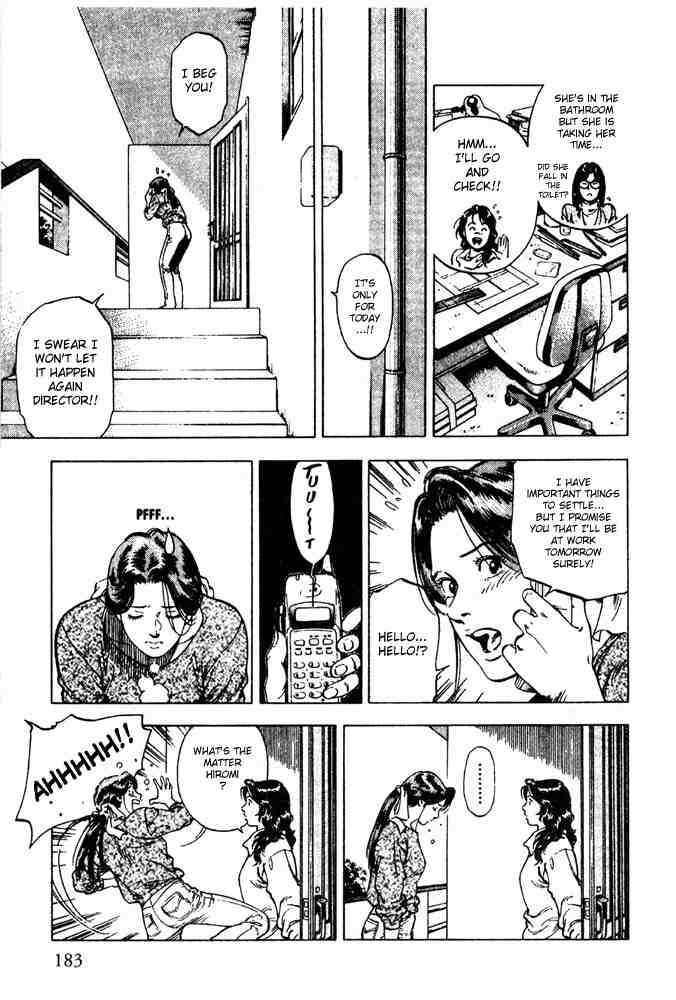 SHE'S IN THE
BATHROOM
BUT SHE IS
TAKING HER
TIME...
DID SHE
FALL IN
THE
TOILET?
HMM...
I'LL GO
AND
CHECK!!
IT'S
ONLY
FOR
TODAY
...!!
I BEG
YOU!
I SWEAR I
WON'T LET
IT HAPPEN
AGAIN
DIRECTOR!!
I HAVE
IMPORTANT THINGS
TO SETTLE...
BUT I PROMISE
YOU THAT I'LL BE
AT WORK
TOMORROW
SURELY!
HELLO...
HELLO!?
TUU~T
PFFF...
........
WHAT'S THE
MATTER
HIROMI
?
AHHHHH!!
183